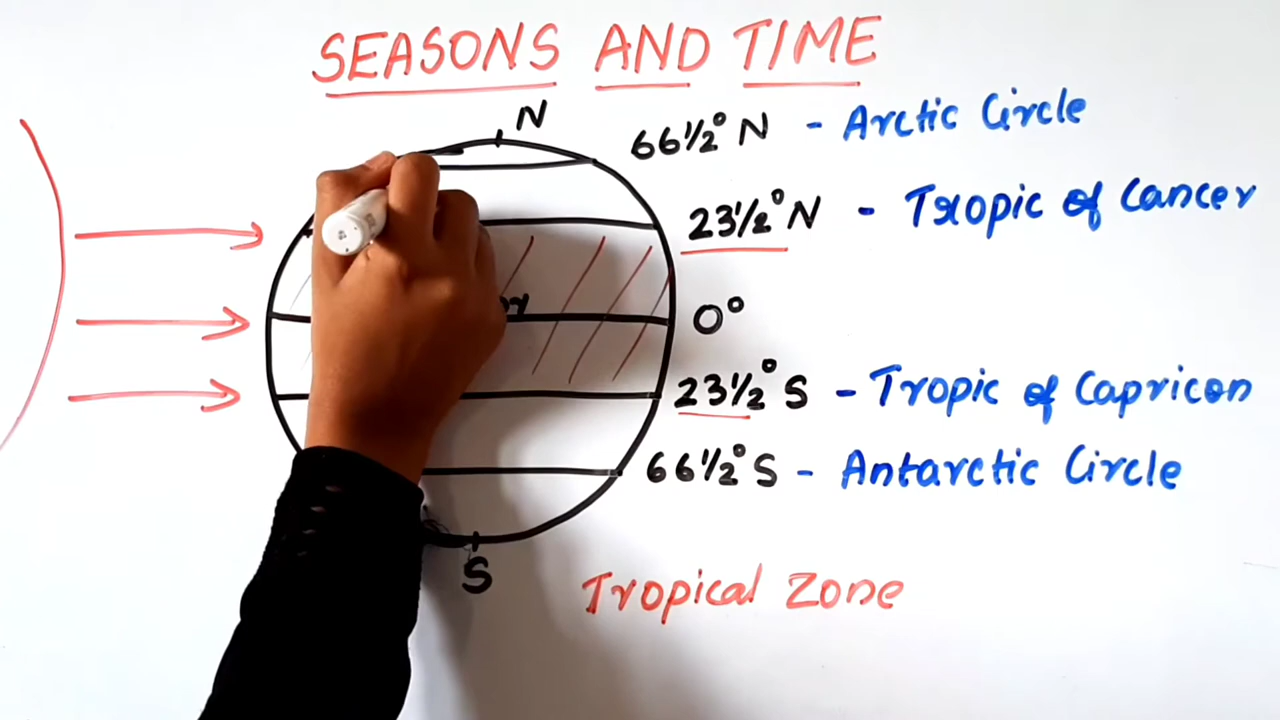 SEASONS AND TIME
N
66½° N - Arctic Circle
23½° N - Tropic of Cancer
0°
23½° S - Tropic of Capricon
66½° S - Antarctic Circle
S
Tropical Zone